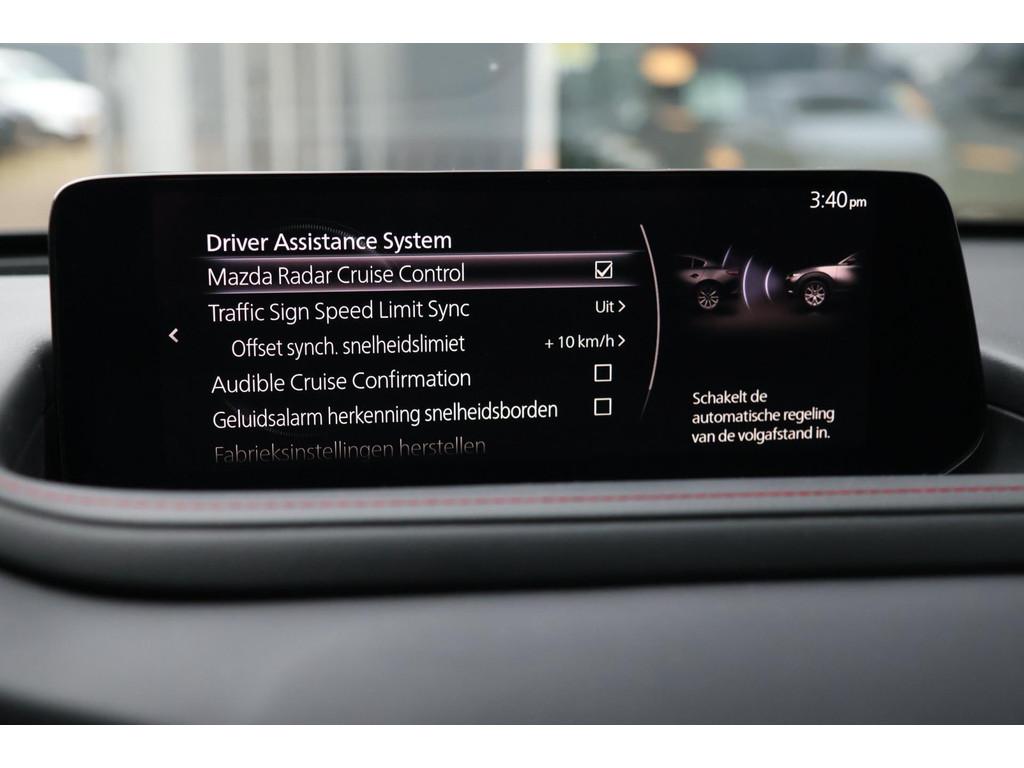 3:40pm
Driver Assistance System
Mazda Radar Cruise Control
Traffic Sign Speed Limit Sync Uit >
Offset synch. snelheidslimiet + 10 km/h >
Audible Cruise Confirmation
Geluidsalarm herkenning snelheidsborden
Fabrieksinstellingen herstellen
Schakelt de
automatische regeling
van de volgafstand in.